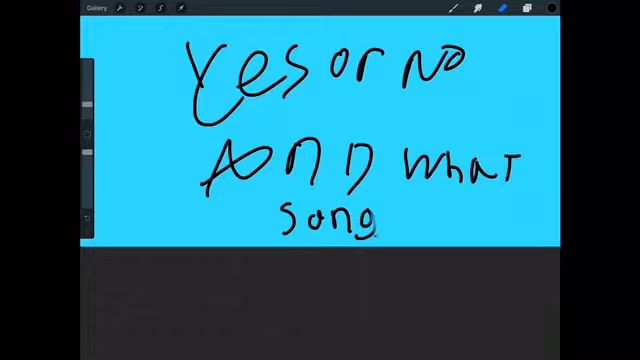 Gallery
Yes or No
AnD what
song